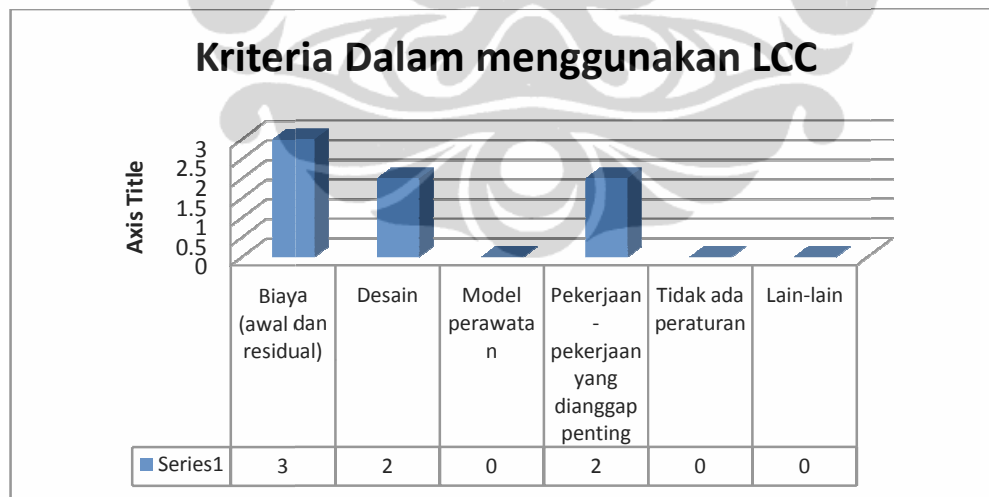 Kriteria Dalam menggunakan LCC
Axis Title
3
2.5
2
1.5
1
0.5
0
Biaya
(awal dan
residual)
Desain
Model
perawata
n
Pekerjaan
-
pekerjaan
yang
dianggap
penting
Tidak ada
peraturan
Lain-lain
Series1 3 2 0 2 0 0